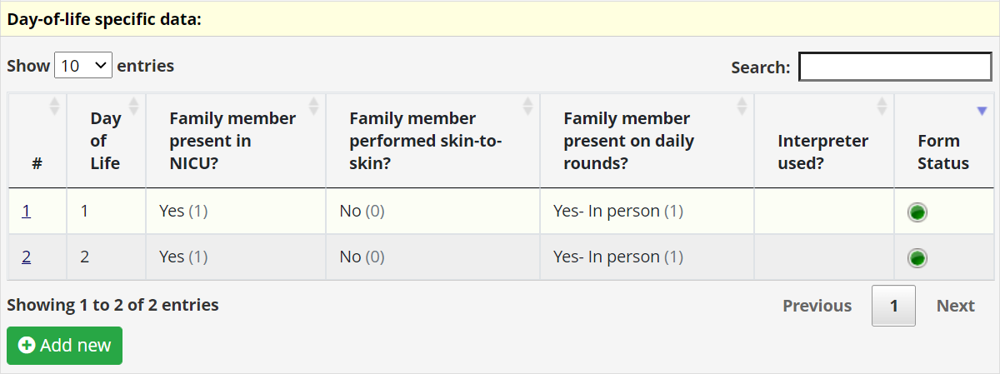 Day-of-life specific data:
Show 10 entries
Search:
#
Day of Life
Family member present in NICU?
Family member performed skin-to-skin?
Family member present on daily rounds?
Interpreter used?
Form Status
1 1 Yes (1) No (0) Yes- In person (1)
2 2 Yes (1) No (0) Yes- In person (1)
Showing 1 to 2 of 2 entries
Previous 1 Next
Add new